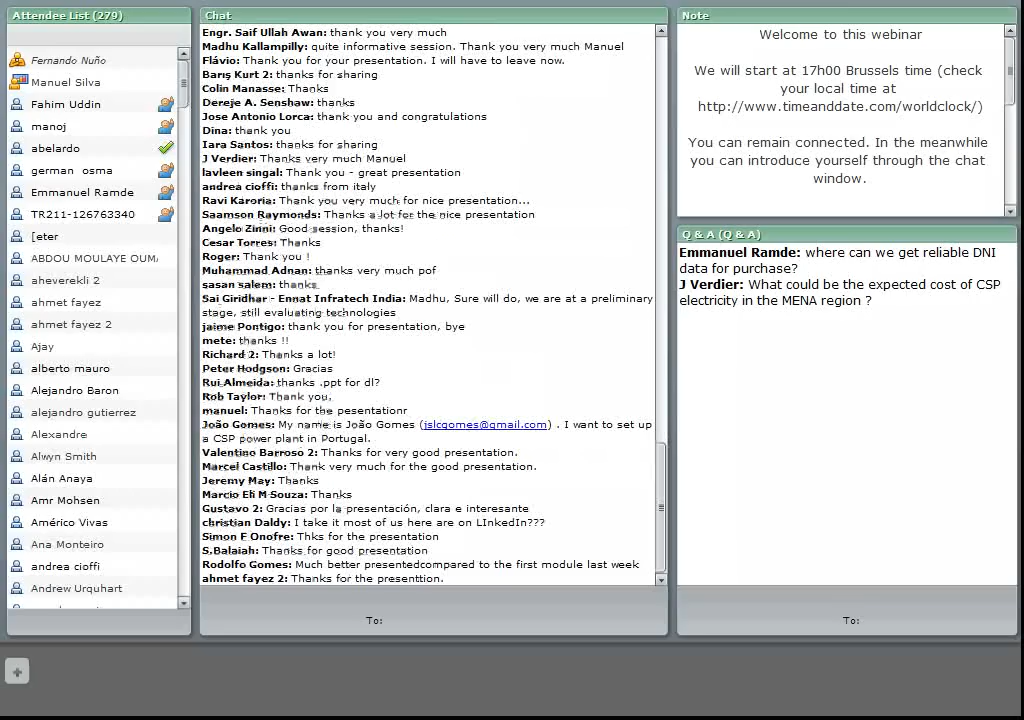 Attendee List (279)
Fernando Nuño
Manuel Silva
Fahim Uddin
manoj
abelardo
german osma
Emmanuel Ramde
TR211-126763340
[eter
ABDOU MOULAYE OUM
aheverekli 2
ahmet fayez
ahmet fayez 2
Ajay
alberto mauro
Alejandro Baron
alejandro gutierrez
Alexandre
Alwyn Smith
Alán Anaya
Amr Mohsen
Américo Vivas
Ana Monteiro
andrea cioffi
Andrew Urquhart
Chat
Engr. Saif Ullah Awan: thank you very much
Madhu Kallampilly: quite informative session. Thank you very much Manuel
Flávio: Thank you for your presentation. I will have to leave now.
Barış Kurt 2: thanks for sharing
Colin Manasse: Thanks
Dereje A. Senshaw: thanks
Jose Antonio Lorca: thank you and congratulations
Dina: thank you
Iara Santos: thanks for sharing
J Verdier: Thanks very much Manuel
lavleen singal: Thank you - great presentation
andrea cioffi: thanks from italy
Ravi Karoria: Thank you very much for nice presentation...
Saamson Raymonds: Thanks a lot for the nice presentation
Angelo Zirini: Good session, thanks!
Cesar Torres: Thanks
Roger: Thank you !
Muhammad Adnan: thanks very much pof
sasan salem: thanks
Sai Giridhar - Eneat Infratech India: Madhu, Sure will do, we are at a preliminary
stage, still evaluating technologies
jaime Pontigo: thank you for presentation, bye
mete: thanks !!
Richard 2: Thanks a lot!
Peter Hodgson: Gracias
Rui Almeida: thanks .ppt for dl?
Rob Taylor: Thank you,
manuel: Thanks for the presentationr
João Gomes: My name is João Gomes (jslcgomes@gmail.com) . I want to set up
a CSP power plant in Portugal.
Valentino Barroso 2: Thanks for very good presentation.
Marcel Castillo: Thank very much for the good presentation.
Jeremy May: Thanks
Marcio Eli M Souza: Thanks
Gustavo 2: Gracias por la presentación, clara e interesante
christian Daldy: I take it most of us here are on LInkedIn???
Simon F Onofre: Thks for the presentation
S.Balaiah: Thanks for good presentation
Rodolfo Gomes: Much better presentedcompared to the first module last week
ahmet fayez 2: Thanks for the presenttion.
To:
Note
Welcome to this webinar
We will start at 17h00 Brussels time (check
your local time at
http://www.timeanddate.com/worldclock/)
You can remain connected. In the meanwhile
you can introduce yourself through the chat
window.
Q & A (Q & A)
Emmanuel Ramde: where can we get reliable DNI
data for purchase?
J Verdier: What could be the expected cost of CSP
electricity in the MENA region ?
To: